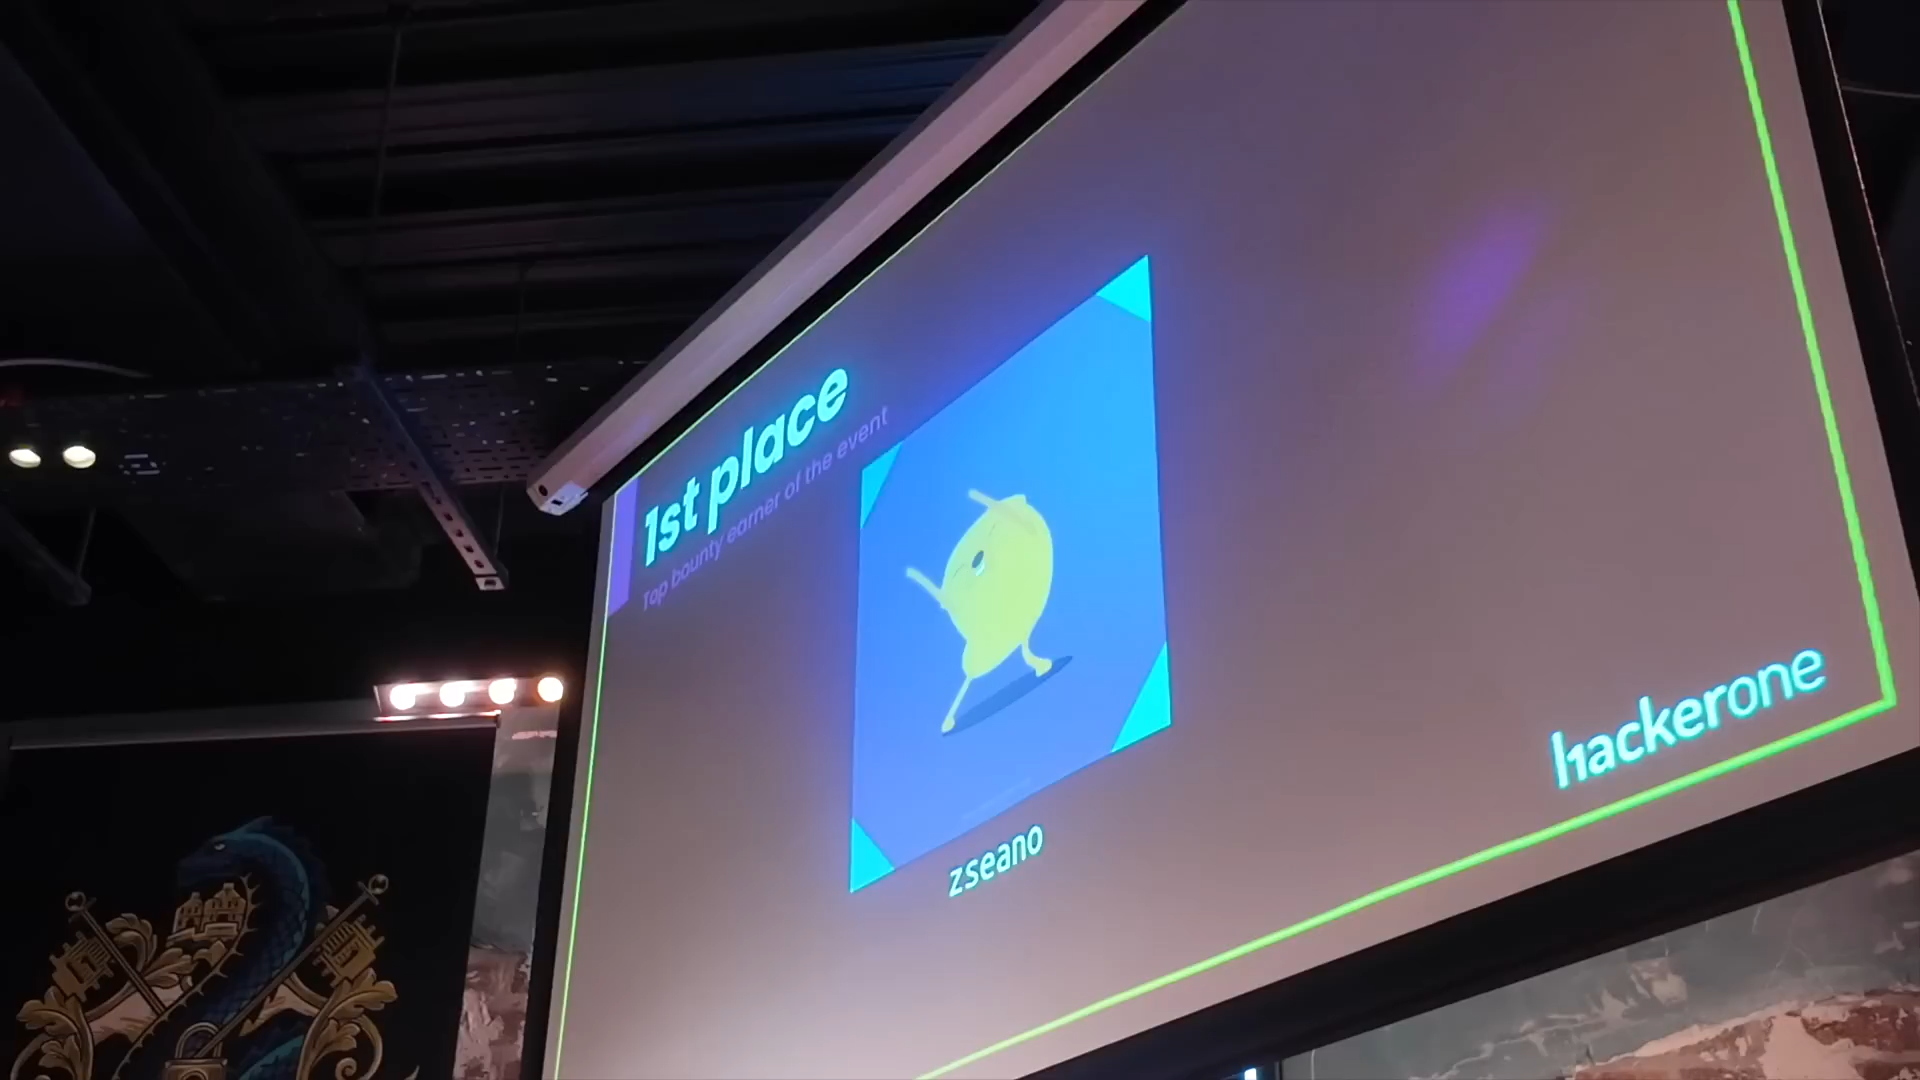 1st place
Top bounty earner of the event
zseano
hackerone